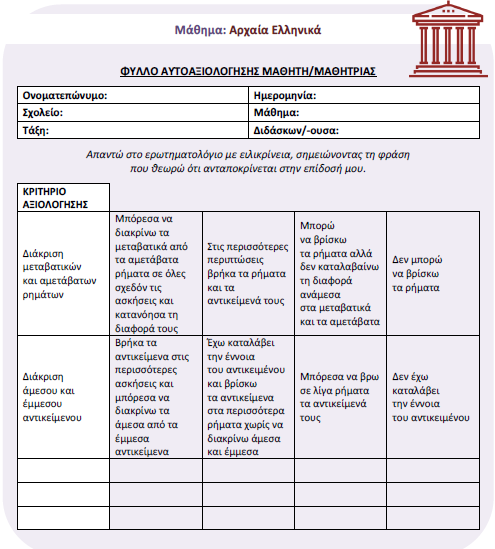 Μάθημα: Αρχαία Ελληνικά
ΦΥΛΛΟ ΑΥΤΟΑΞΙΟΛΟΓΗΣΗΣ ΜΑΘΗΤΗ/ΜΑΘΗΤΡΙΑΣ
Ονοματεπώνυμο:
Ημερομηνία:
Σχολείο:
Μάθημα:
Τάξη:
Διδάσκων/-ουσα:
Απαντώ στο ερωτηματολόγιο με ειλικρίνεια, σημειώνοντας τη φράση
που θεωρώ ότι ανταποκρίνεται στην επίδοσή μου.
ΚΡΙΤΗΡΙΟ
ΑΞΙΟΛΟΓΗΣΗΣ
Διάκριση
μεταβατικών
και αμετάβατων
ρημάτων
Μπόρεσα να
διακρίνω τα
μεταβατικά από
τα αμετάβατα
ρήματα σε όλες
σχεδόν τις
ασκήσεις και
κατανόησα τη
διαφορά τους
Στις περισσότερες
περιπτώσεις
βρήκα τα ρήματα
και τα
αντικείμενά τους
Μπορώ
να βρίσκω
τα ρήματα αλλά
δεν καταλαβαίνω
τη διαφορά
ανάμεσα
στα μεταβατικά
και τα αμετάβατα
Δεν μπορώ
να βρίσκω
τα ρήματα
Διάκριση
άμεσου και
έμμεσου
αντικείμενου
Βρήκα τα
αντικείμενα στις
περισσότερες
ασκήσεις και
μπόρεσα να
διακρίνω τα
άμεσα από τα
έμμεσα
αντικείμενα
Έχω καταλάβει
την έννοια
του αντικειμένου
και βρίσκω
τα αντικείμενα
στα περισσότερα
ρήματα χωρίς να
διακρίνω άμεσα
και έμμεσα
Μπόρεσα να βρω
σε λίγα ρήματα
τα αντικείμενά
τους
Δεν έχω
καταλάβει
την έννοια
του αντικειμένου